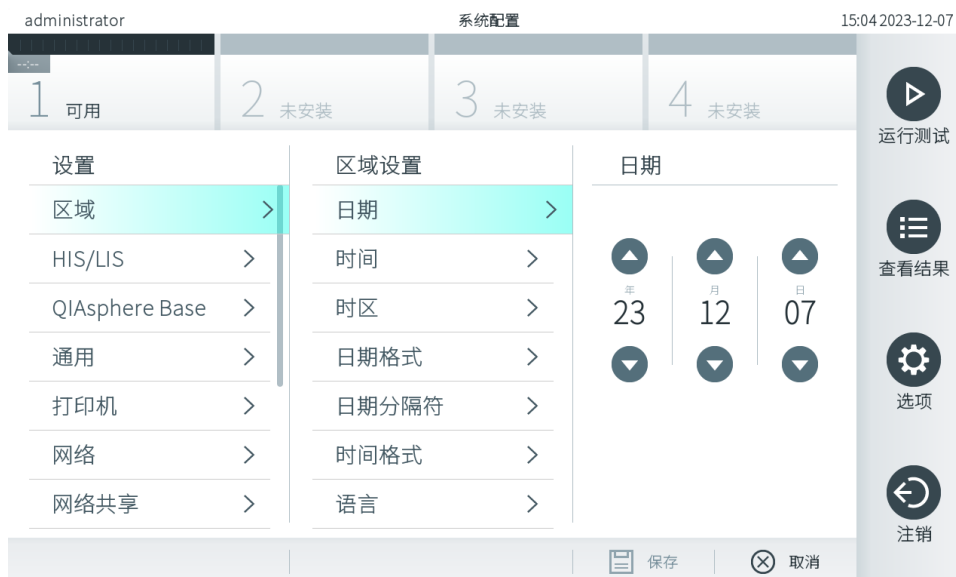 administrator
系统配置
15:04 2023-12-07
--:--
1 可用
2 未安装
3 未安装
4 未安装
运行测试
查看结果
选项
注销
设置
区域
HIS/LIS
QIAsphere Base
通用
打印机
网络
网络共享
区域设置
日期
时间
时区
日期格式
日期分隔符
时间格式
语言
日期
年 月 日
23 12 07
保存
取消